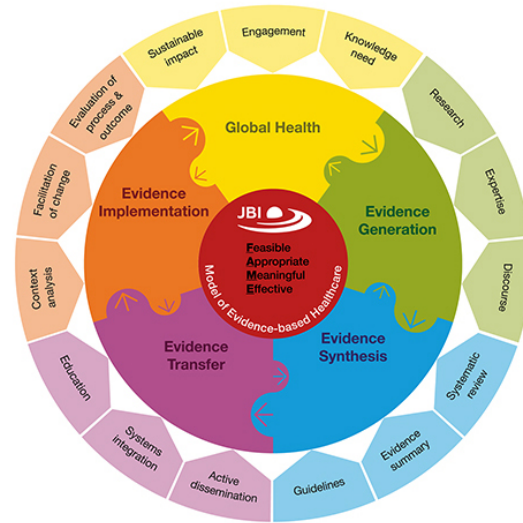 Sustainable
impact
Engagement
Knowledge
need
Research
Expertise
Discourse
Systematic
review
Evidence
summary
Guidelines
Active
dissemination
Systems
integration
Education
Context
analysis
Facilitation
of change
Evaluation of
process &
outcome
Global Health
Evidence
Generation
Evidence
Synthesis
Evidence
Transfer
Evidence
Implementation
JBI
Feasible
Appropriate
Meaningful
Effective
Model of Evidence-based Healthcare